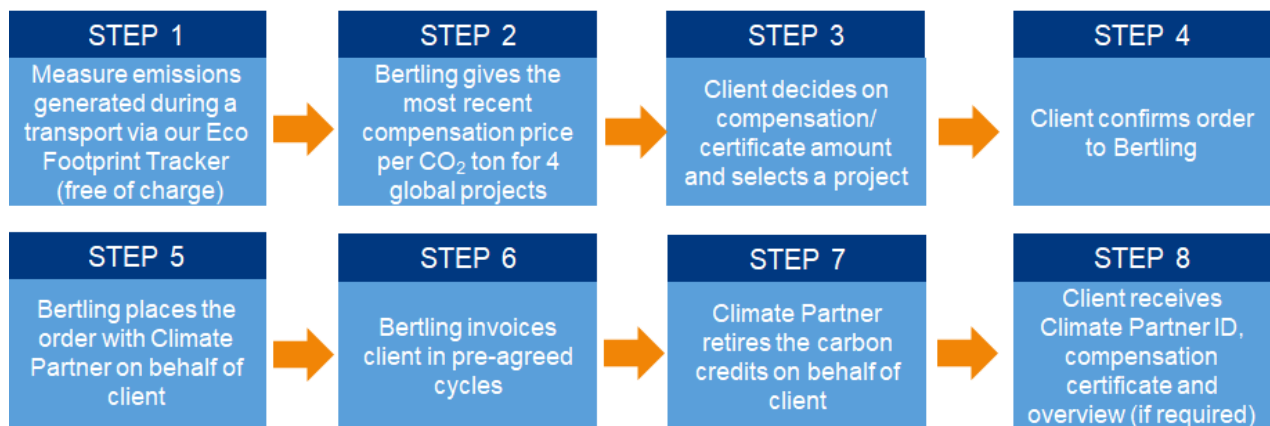 STEP 1
Measure emissions
generated during a
transport via our Eco
Footprint Tracker
(free of charge)
STEP 2
Bertling gives the
most recent
compensation price
per CO₂ ton for 4
global projects
STEP 3
Client decides on
compensation/
certificate amount
and selects a project
STEP 4
Client confirms order
to Bertling
STEP 5
Bertling places the
order with Climate
Partner on behalf of
client
STEP 6
Bertling invoices
client in pre-agreed
cycles
STEP 7
Climate Partner
retires the carbon
credits on behalf of
client
STEP 8
Client receives
Climate Partner ID,
compensation
certificate and
overview (if required)